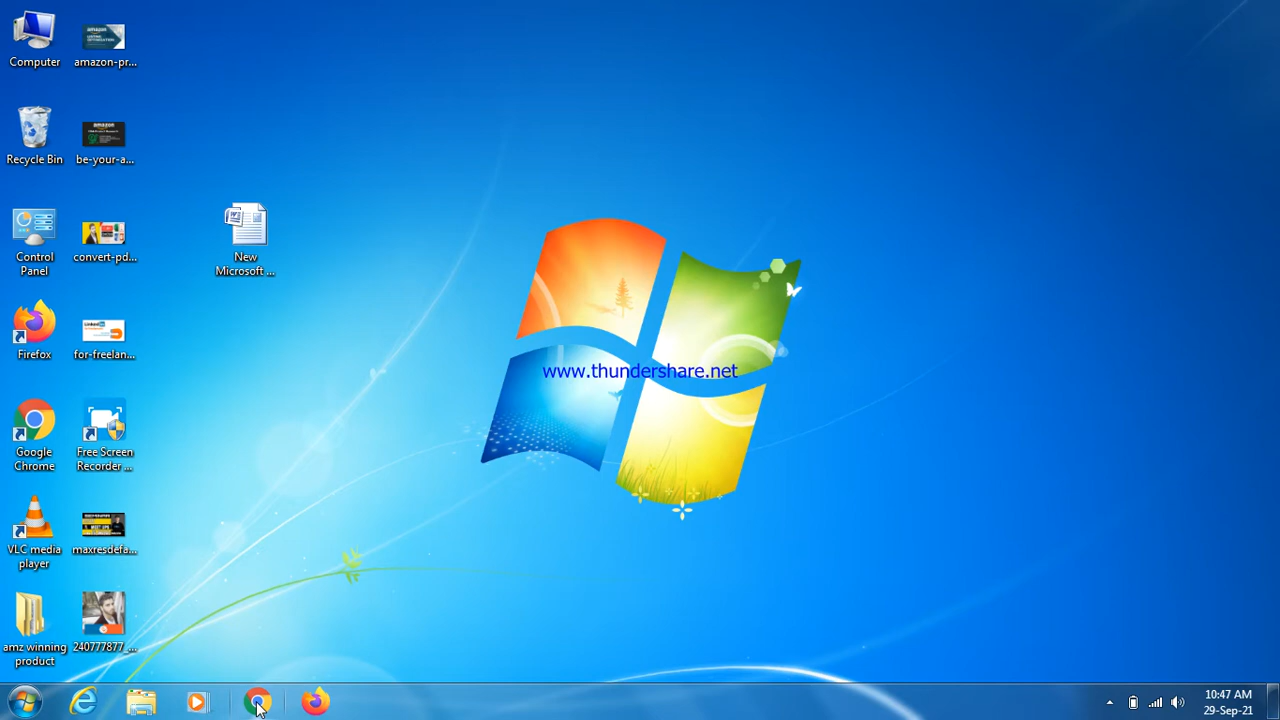 Computer
amazon-pr...
Recycle Bin
be-your-a...
Control
Panel
convert-pd...
New
Microsoft ...
Firefox
for-freelan...
www.thundershare.net
Google
Chrome
Free Screen
Recorder ...
VLC media
player
maxresdefa...
amz winning
product
240777877_...
10:47 AM
29-Sep-21